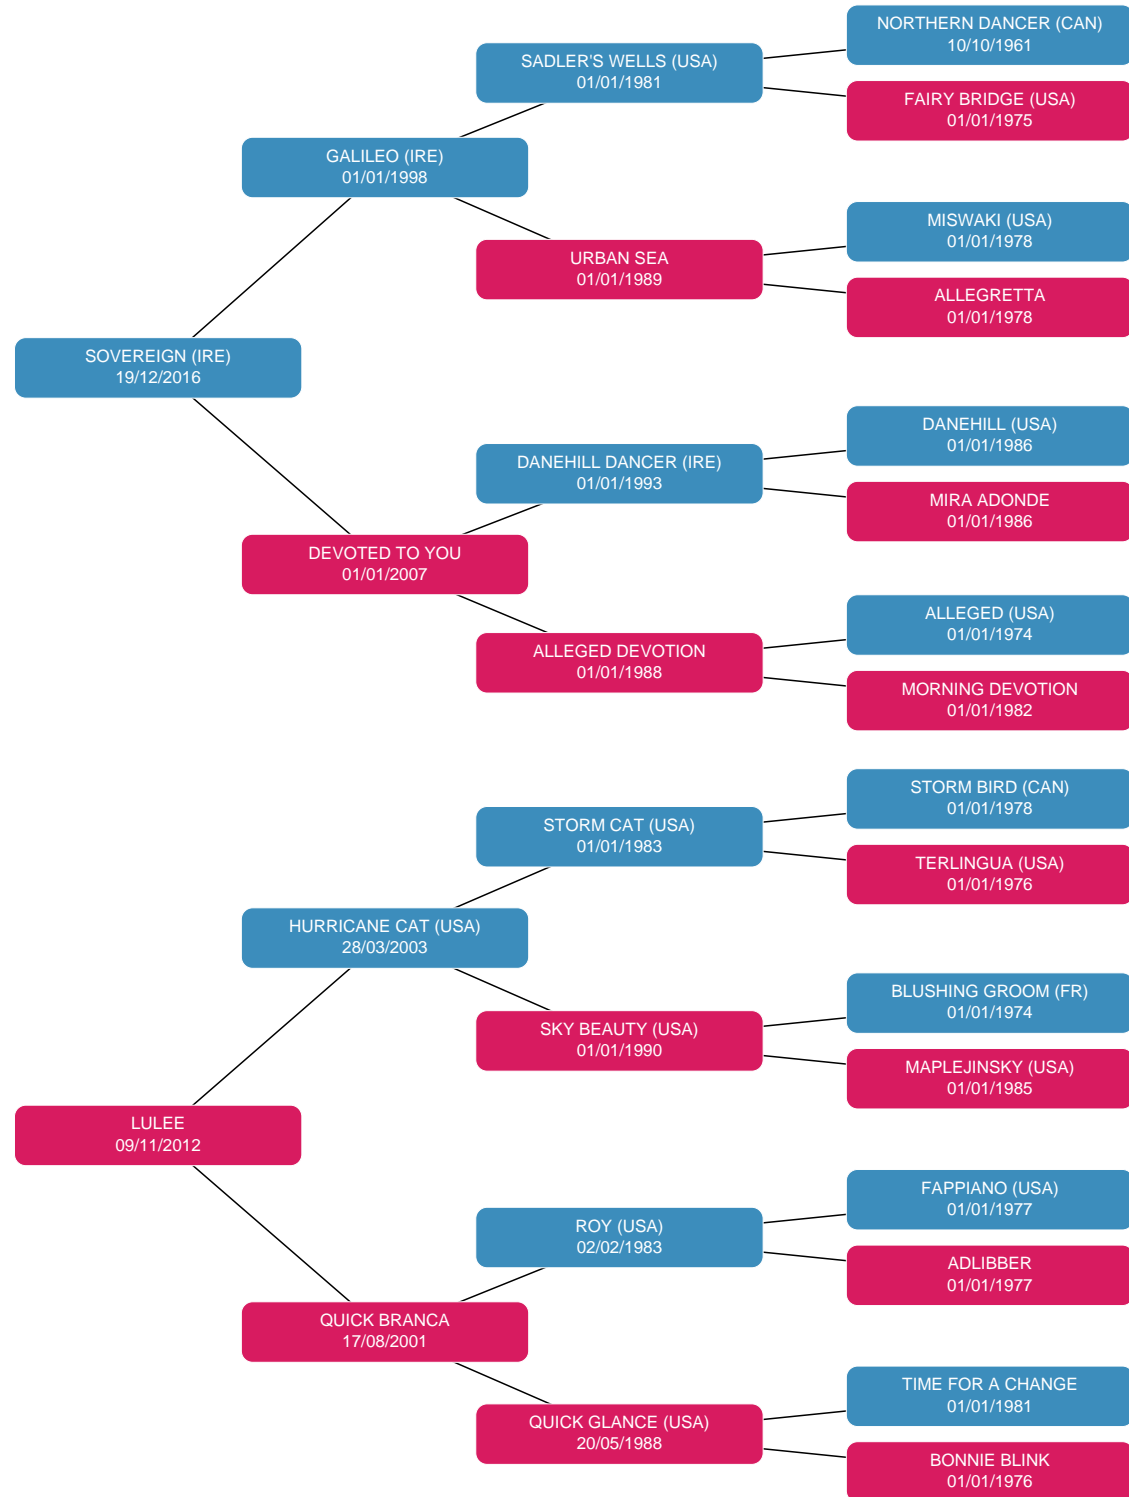 NORTHERN DANCER (CAN)
10/10/1961
SADLER'S WELLS (USA)
01/01/1981
FAIRY BRIDGE (USA)
01/01/1975
GALILEO (IRE)
01/01/1998
MISWAKI (USA)
01/01/1978
URBAN SEA
01/01/1989
ALLEGRETTA
01/01/1978
SOVEREIGN (IRE)
19/12/2016
DANEHILL (USA)
01/01/1986
DANEHILL DANCER (IRE)
01/01/1993
MIRA ADONDE
01/01/1986
DEVOTED TO YOU
01/01/2007
ALLEGED (USA)
01/01/1974
ALLEGED DEVOTION
01/01/1988
MORNING DEVOTION
01/01/1982
STORM BIRD (CAN)
01/01/1978
STORM CAT (USA)
01/01/1983
TERLINGUA (USA)
01/01/1976
HURRICANE CAT (USA)
28/03/2003
BLUSHING GROOM (FR)
01/01/1974
SKY BEAUTY (USA)
01/01/1990
MAPLEJINSKY (USA)
01/01/1985
LULEE
09/11/2012
FAPPIANO (USA)
01/01/1977
ROY (USA)
02/02/1983
ADLIBBER
01/01/1977
QUICK BRANCA
17/08/2001
TIME FOR A CHANGE
01/01/1981
QUICK GLANCE (USA)
20/05/1988
BONNIE BLINK
01/01/1976